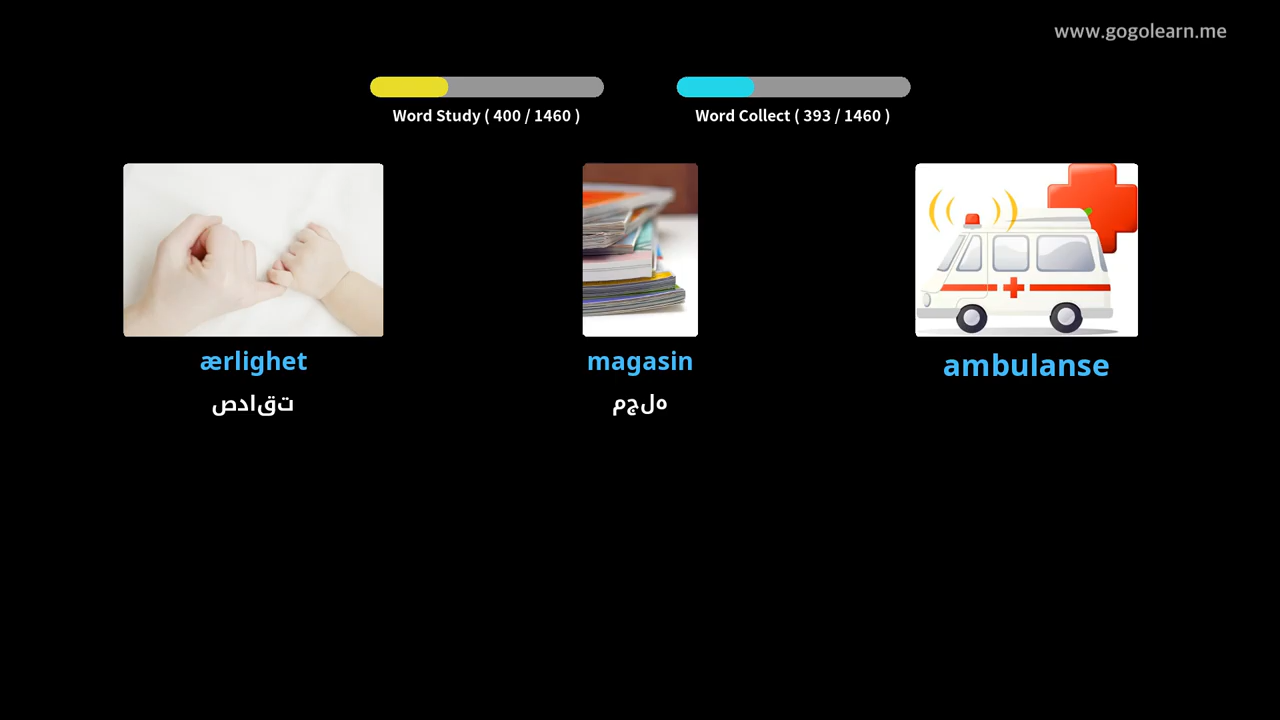 www.gogolearn.me
Word Study ( 400 / 1460 )
Word Collect ( 393 / 1460 )
ærlighet
magasin
ambulanse
صداقت
مجله